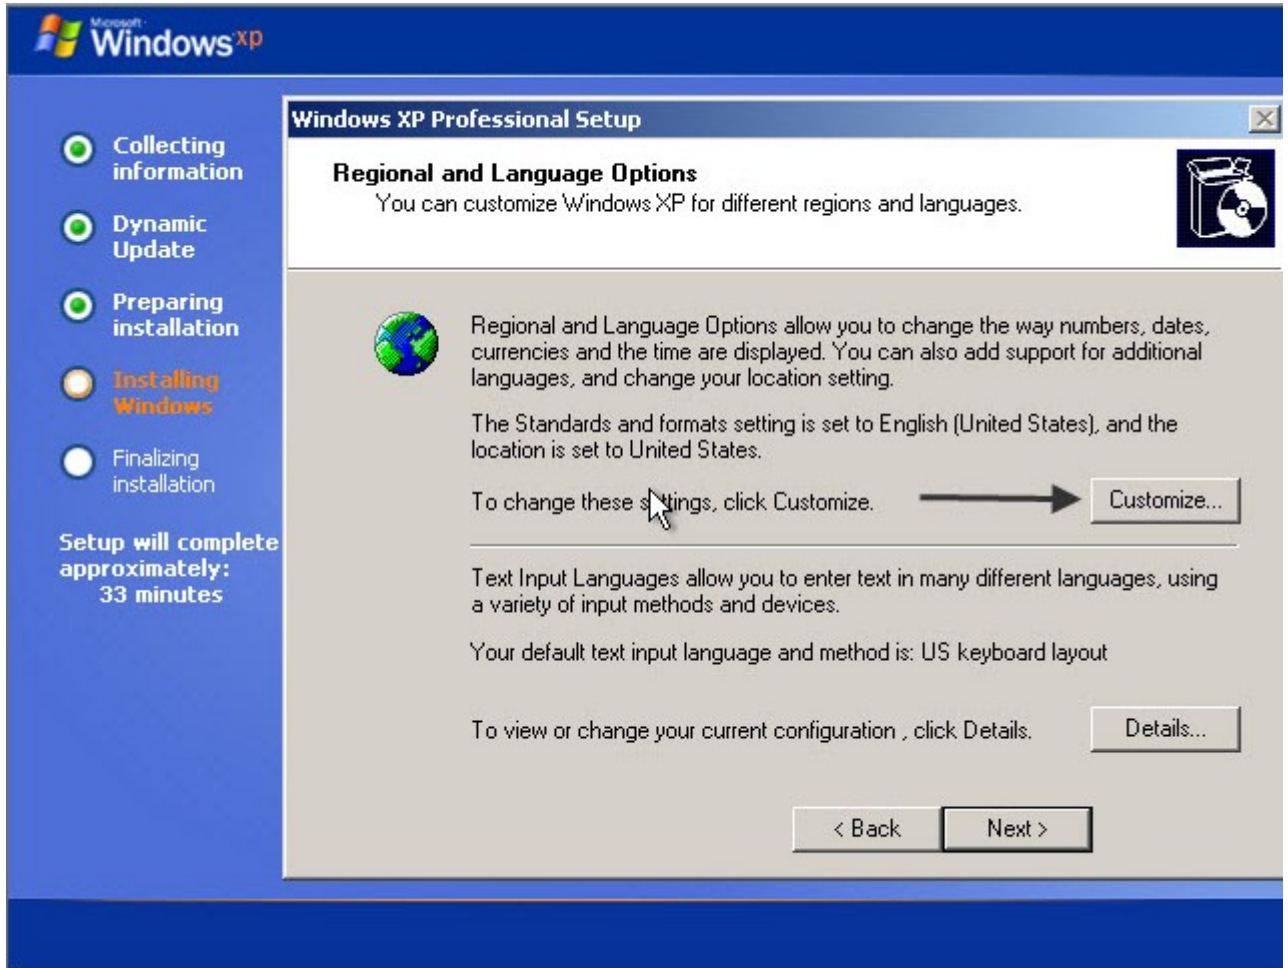 Microsoft
Windows xp
Collecting
information
Dynamic
Update
Preparing
installation
Installing
Windows
Finalizing
installation
Setup will complete
approximately:
33 minutes
Windows XP Professional Setup
Regional and Language Options
You can customize Windows XP for different regions and languages.
Regional and Language Options allow you to change the way numbers, dates,
currencies and the time are displayed. You can also add support for additional
languages, and change your location setting.
The Standards and formats setting is set to English (United States), and the
location is set to United States.
To change these settings, click Customize.
Customize...
Text Input Languages allow you to enter text in many different languages, using
a variety of input methods and devices.
Your default text input language and method is: US keyboard layout
To view or change your current configuration , click Details.
Details...
< Back
Next >